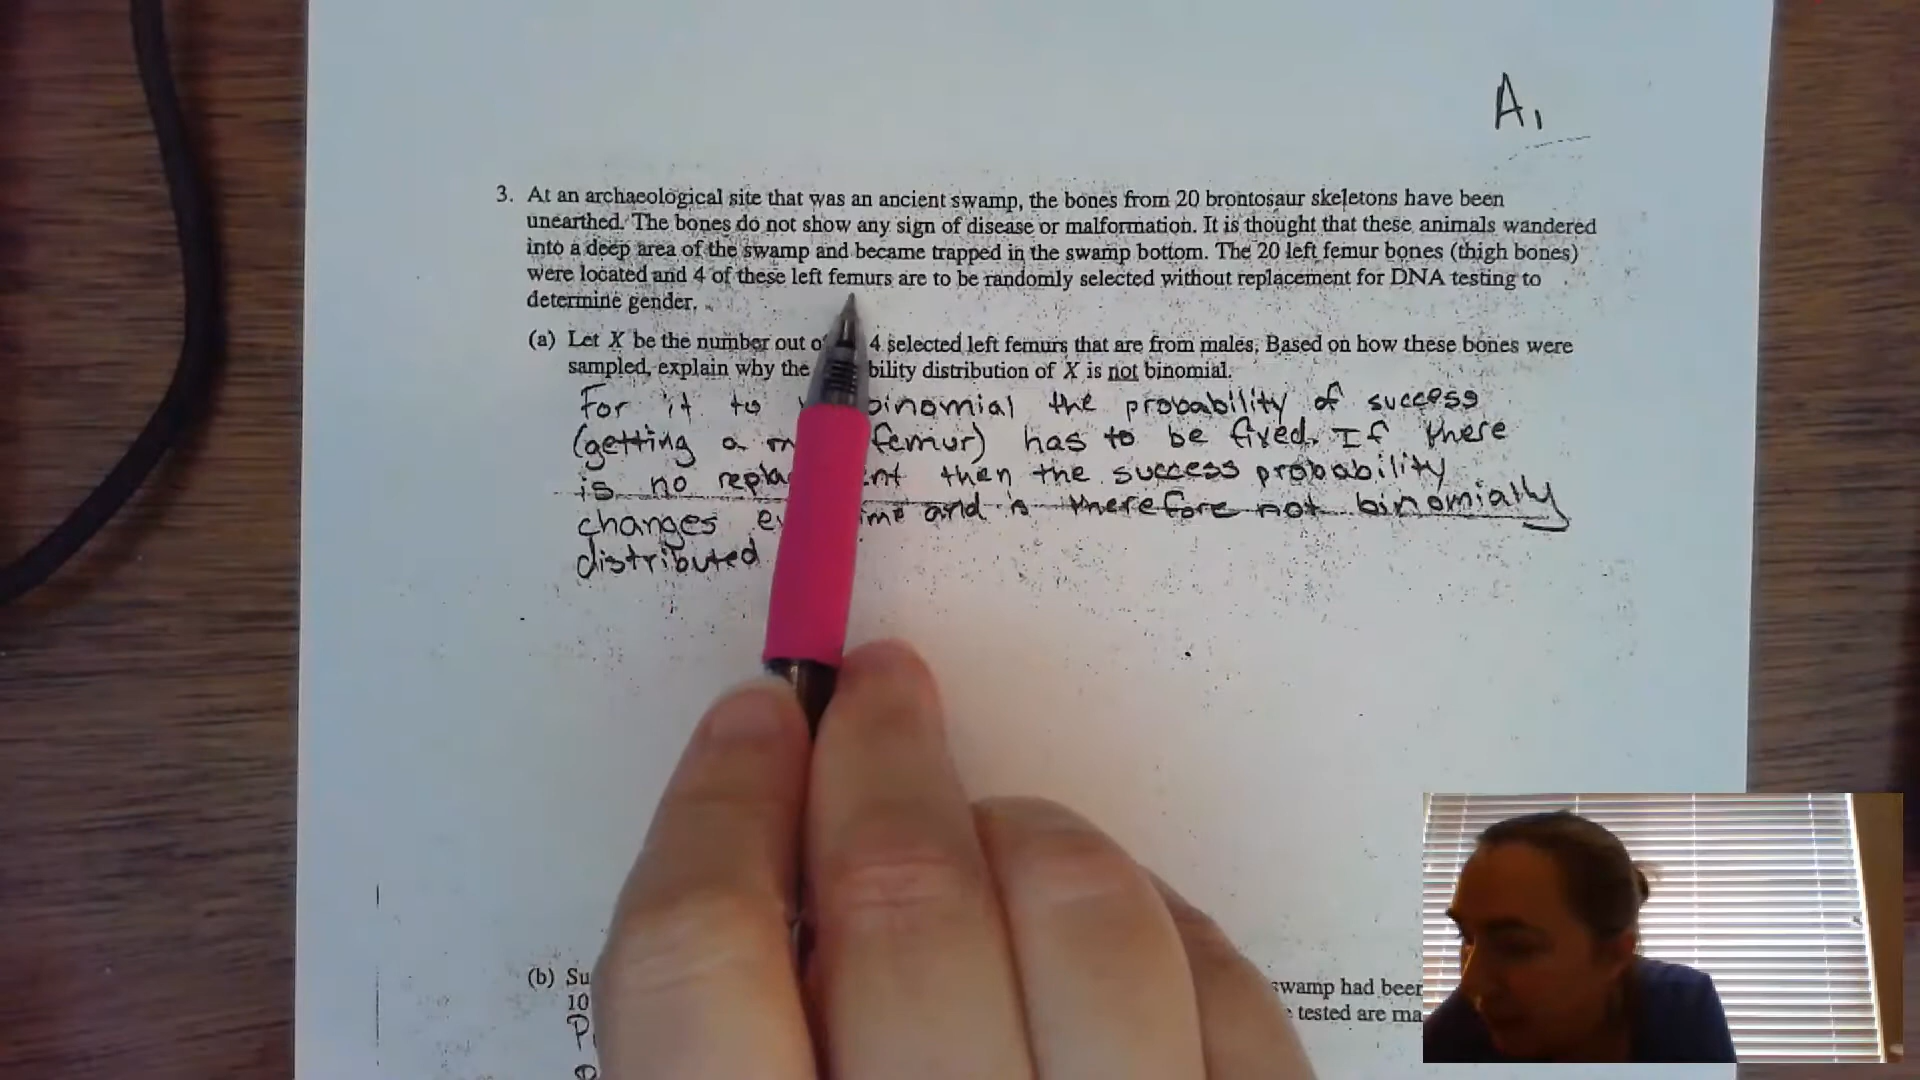 A1
3. At an archaeological site that was an ancient swamp, the bones from 20 brontosaur skeletons have been
unearthed. The bones do not show any sign of disease or malformation. It is thought that these animals wandered
into a deep area of the swamp and became trapped in the swamp bottom. The 20 left femur bones (thigh bones)
were located and 4 of these left femurs are to be randomly selected without replacement for DNA testing to
determine gender.
(a) Let X be the number out 4 selected left femurs that are from males. Based on how these bones were
sampled, explain why the bility distribution of X is not binomial.
For it to binomial the probability of success
(getting a femur) has to be fixed. If there
is no then the success probability
changes and is therefore not binomially
distributed
(b) Su swamp had been
10 tested are ma